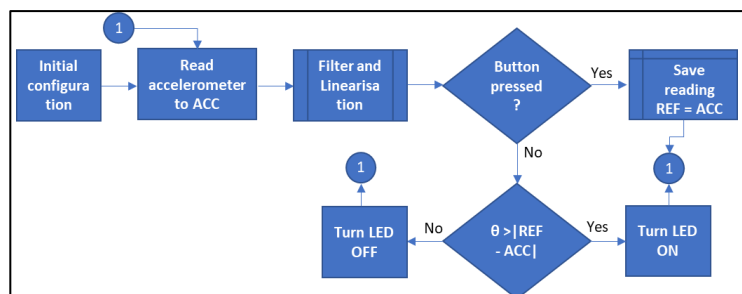 1
Initial
configura
tion
Read
accelerometer
to ACC
Filter and
Linearisa
tion
Button
pressed
?
Yes
Save
reading
REF = ACC
No
1
1
Turn LED
OFF
No
θ >|REF
- ACC|
Yes
Turn LED
ON